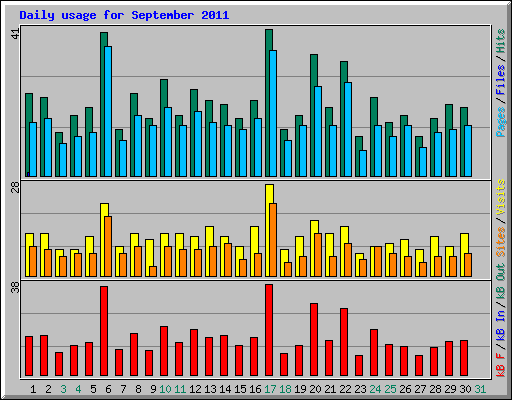 Daily usage for September 2011
41
Pages / Files / Hits
28
Sites / Visits
38
kB F / kB In / kB Out
1 2 3 4 5 6 7 8 9 10 11 12 13 14 15 16 17 18 19 20 21 22 23 24 25 26 27 28 29 30 31